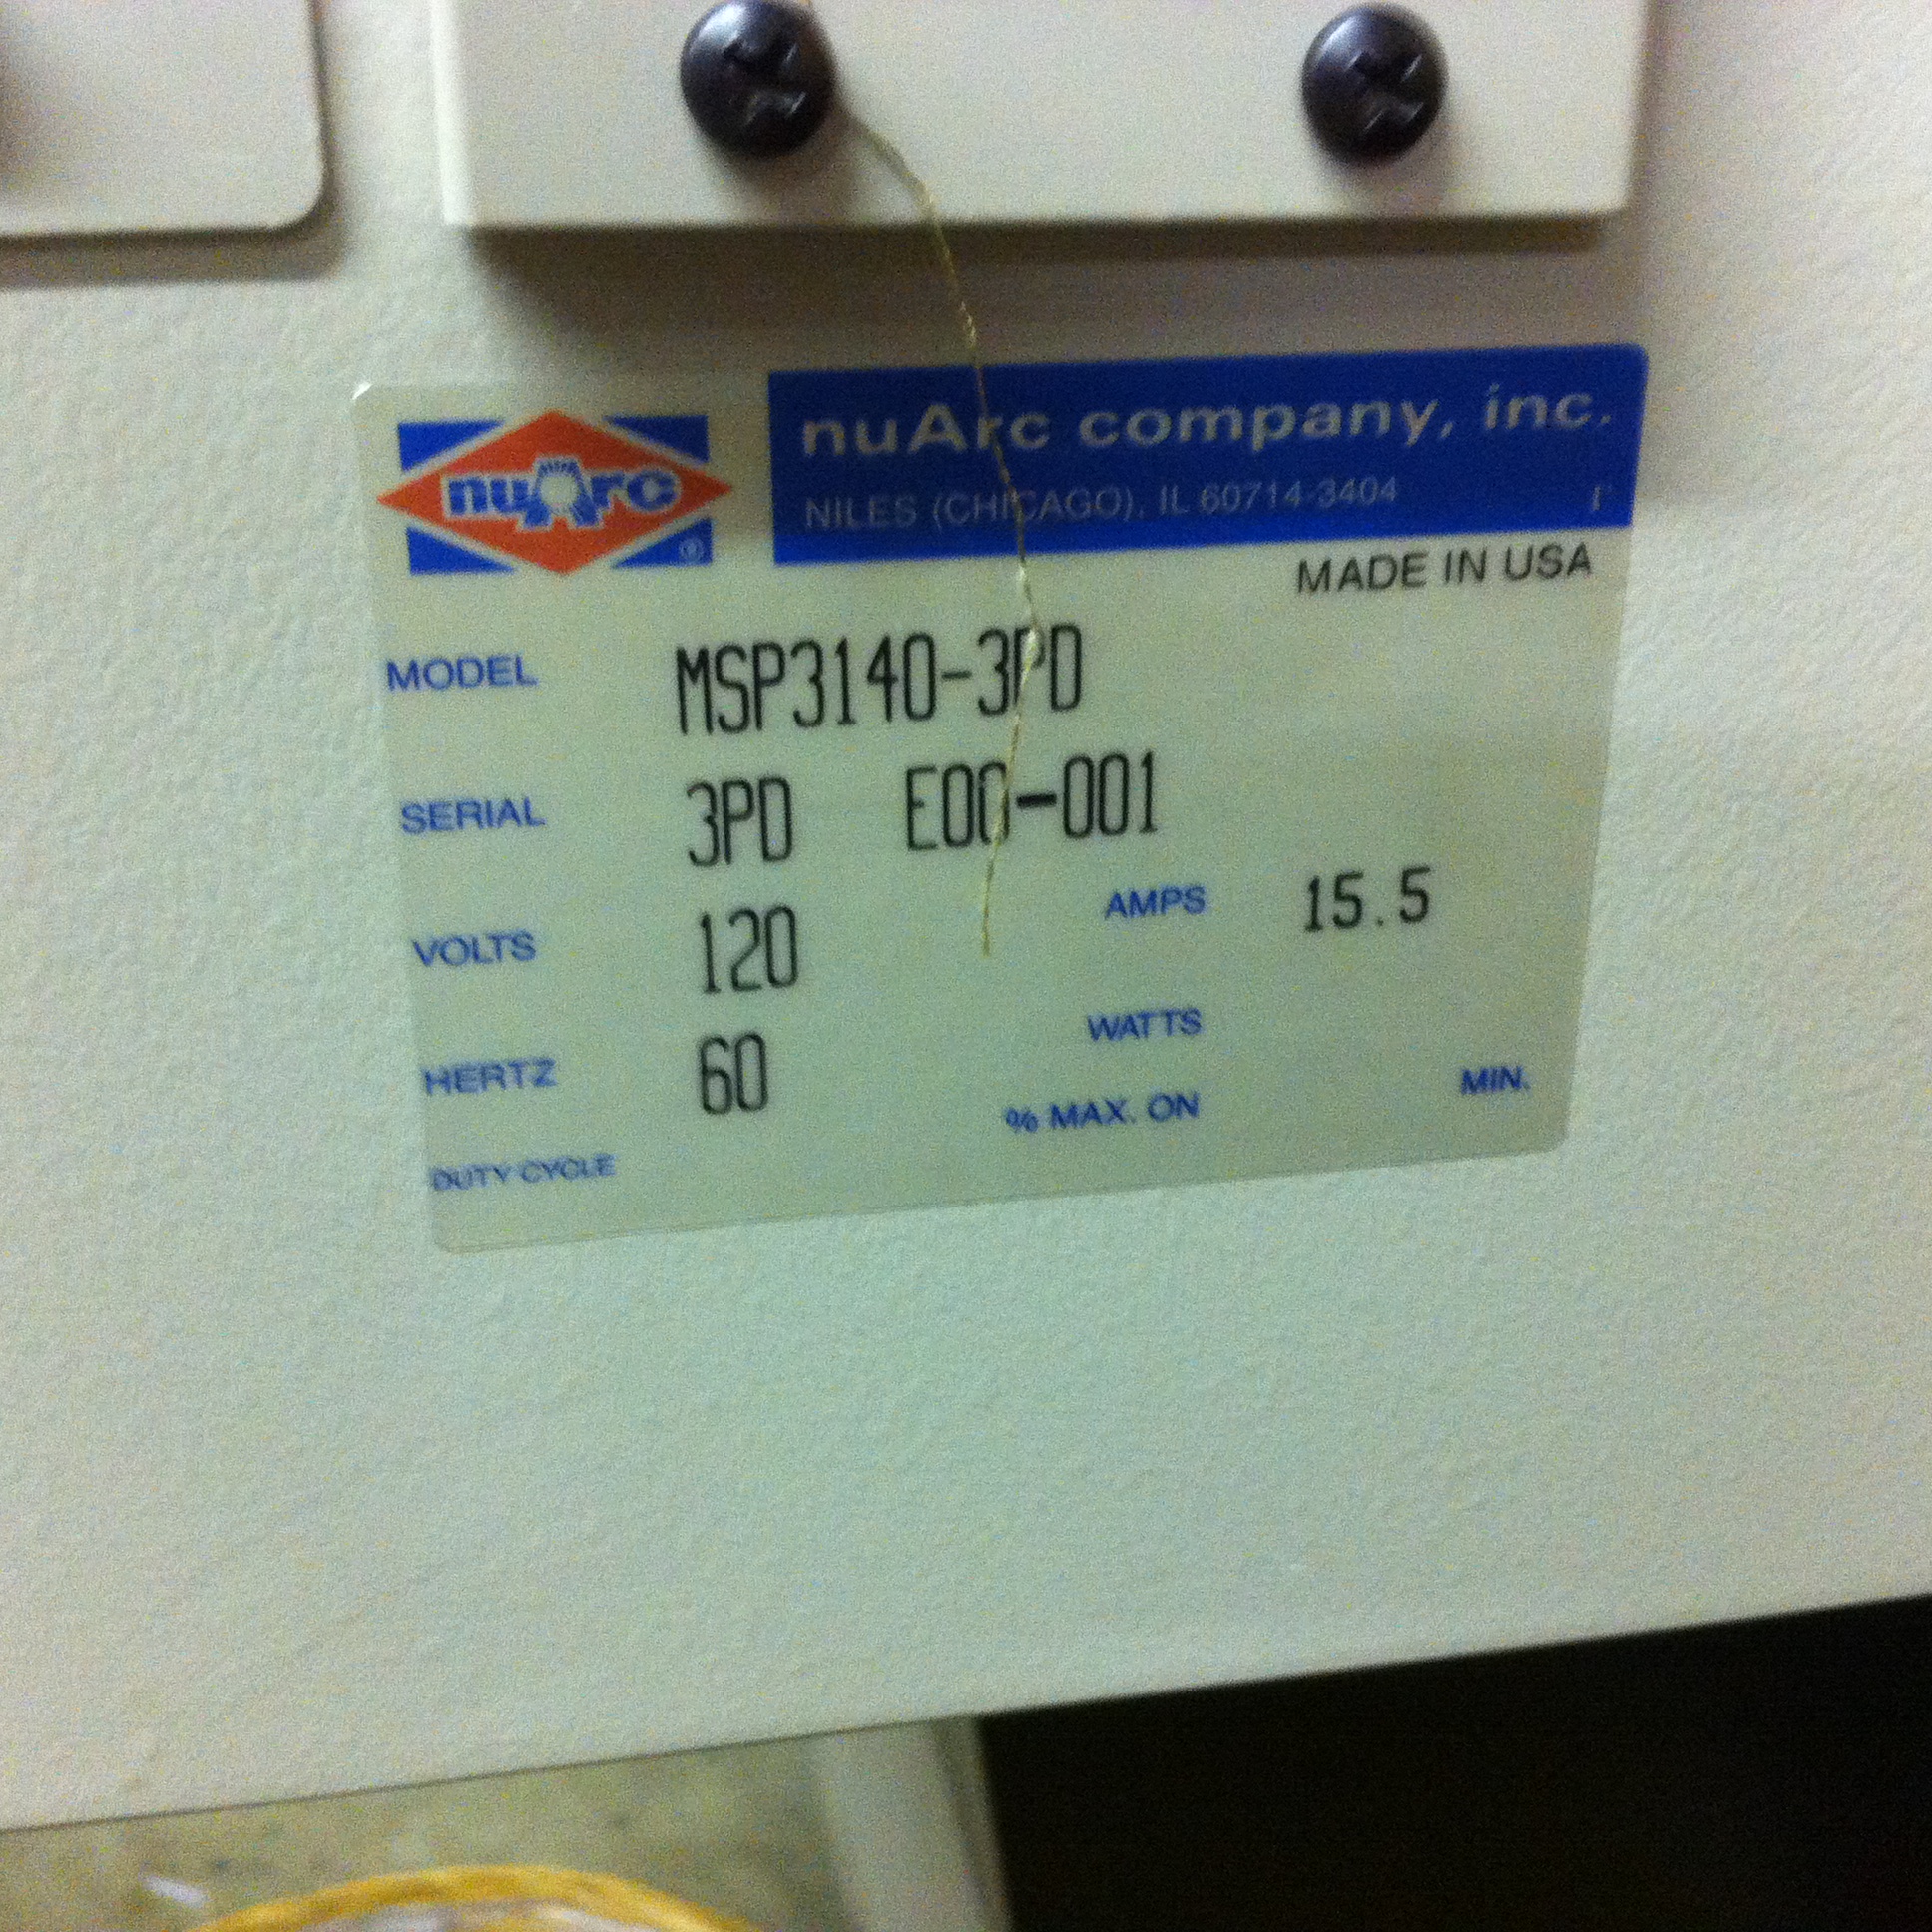 nuArc ®
nuArc company, inc.
NILES (CHICAGO), IL 60714-3404
MADE IN USA
MODEL MSP3140-3PD
SERIAL 3PD E00-001
VOLTS 120 AMPS 15.5
HERTZ 60 WATTS
DUTY CYCLE % MAX. ON MIN.